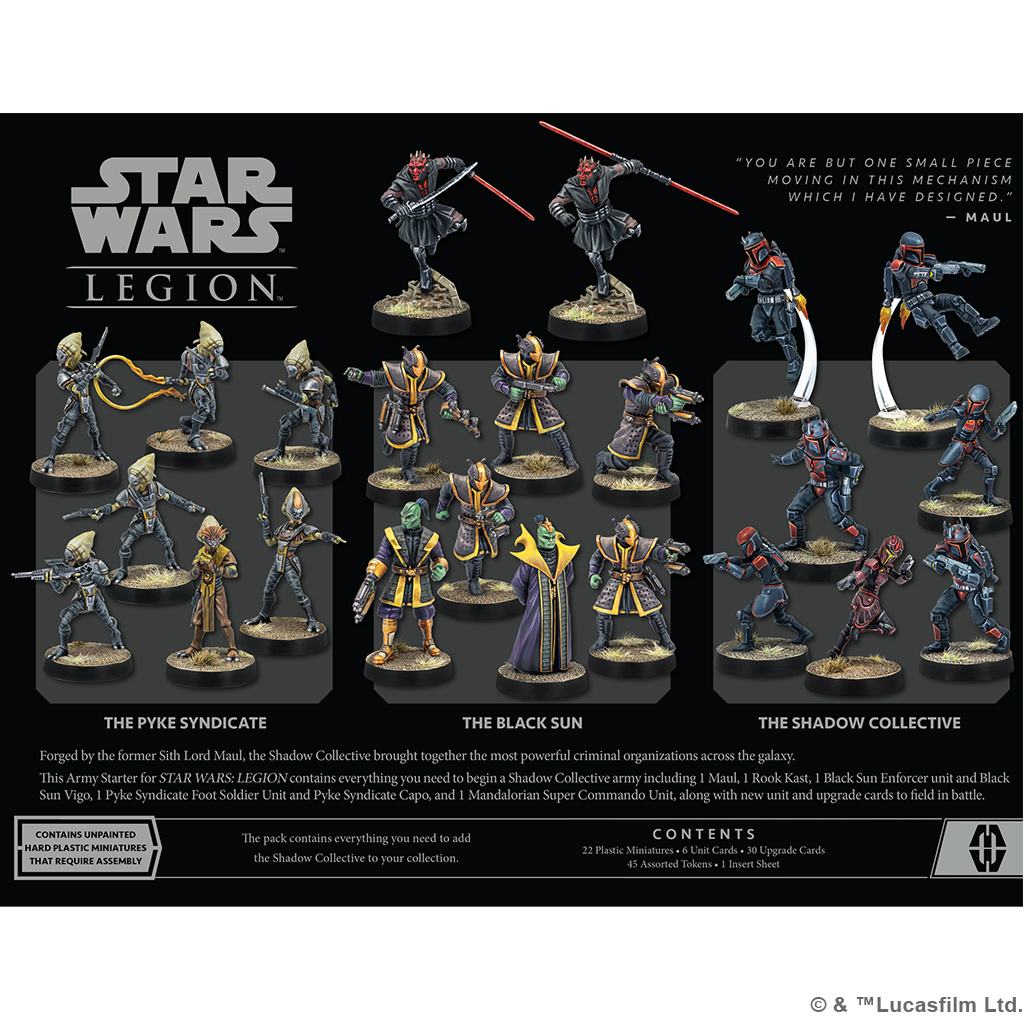 STAR
WARS™
LEGION™
“YOU ARE BUT ONE SMALL PIECE
MOVING IN THIS MECHANISM
WHICH I HAVE DESIGNED.”
— MAUL
THE PYKE SYNDICATE
THE BLACK SUN
THE SHADOW COLLECTIVE
Forged by the former Sith Lord Maul, the Shadow Collective brought together the most powerful criminal organizations across the galaxy.
This Army Starter for STAR WARS: LEGION contains everything you need to begin a Shadow Collective army including 1 Maul, 1 Rook Kast, 1 Black Sun Enforcer unit and Black
Sun Vigo, 1 Pyke Syndicate Foot Soldier Unit and Pyke Syndicate Capo, and 1 Mandalorian Super Commando Unit, along with new unit and upgrade cards to field in battle.
CONTAINS UNPAINTED
HARD PLASTIC MINIATURES
THAT REQUIRE ASSEMBLY
The pack contains everything you need to add
the Shadow Collective to your collection.
CONTENTS
22 Plastic Miniatures • 6 Unit Cards • 30 Upgrade Cards
45 Assorted Tokens • 1 Insert Sheet
© & ™Lucasfilm Ltd.